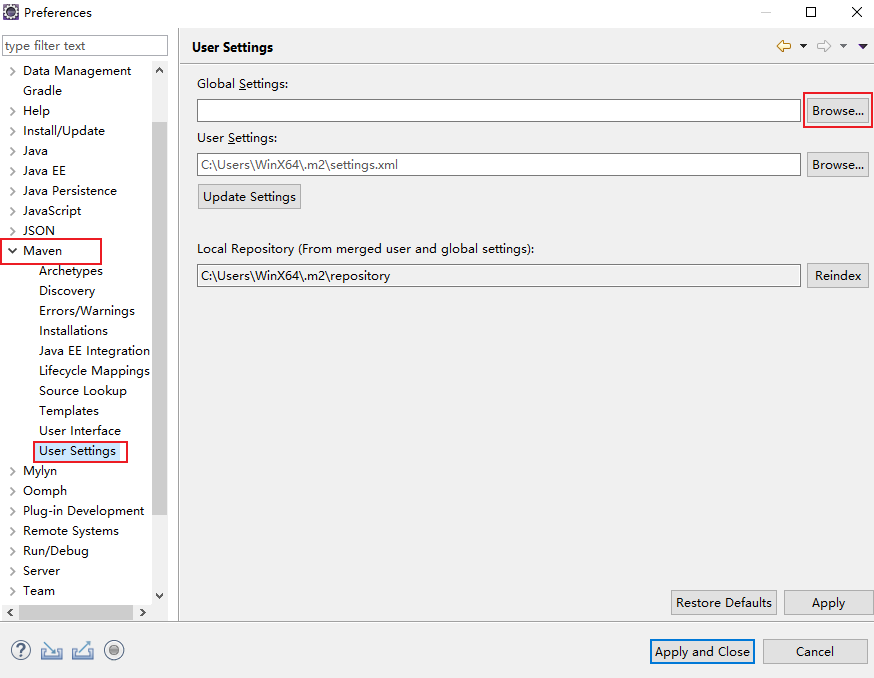 Preferences
type filter text
Data Management
Gradle
Help
Install/Update
Java
Java EE
Java Persistence
JavaScript
JSON
Maven
Archetypes
Discovery
Errors/Warnings
Installations
Java EE Integration
Lifecycle Mappings
Source Lookup
Templates
User Interface
User Settings
Mylyn
Oomph
Plug-in Development
Remote Systems
Run/Debug
Server
Team
User Settings
Global Settings:
Browse...
User Settings:
C:\Users\WinX64\.m2\settings.xml
Browse...
Update Settings
Local Repository (From merged user and global settings):
C:\Users\WinX64\.m2\repository
Reindex
Restore Defaults
Apply
Apply and Close
Cancel